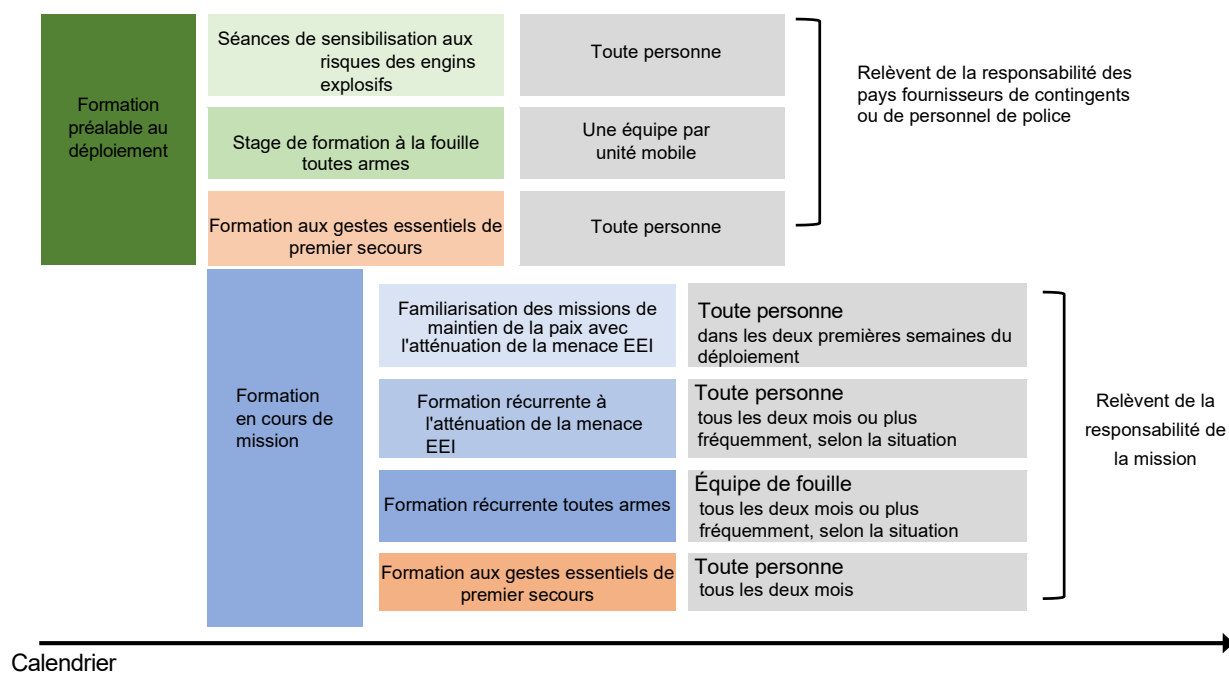 Formation
préalable au
déploiement
Séances de sensibilisation aux
risques des engins
explosifs
Toute personne
Stage de formation à la fouille
toutes armes
Une équipe par
unité mobile
Formation aux gestes essentiels de
premier secours
Toute personne
Relèvent de la responsabilité des
pays fournisseurs de contingents
ou de personnel de police
Formation
en cours de
mission
Familiarisation des missions de
maintien de la paix avec
l'atténuation de la menace EEI
Toute personne
dans les deux premières semaines du
déploiement
Formation récurrente à
l'atténuation de la menace
EEI
Toute personne
tous les deux mois ou plus
fréquemment, selon la situation
Formation récurrente toutes armes
Équipe de fouille
tous les deux mois ou plus
fréquemment, selon la situation
Formation aux gestes essentiels de
premier secours
Toute personne
tous les deux mois
Relèvent de la
responsabilité de
la mission
Calendrier